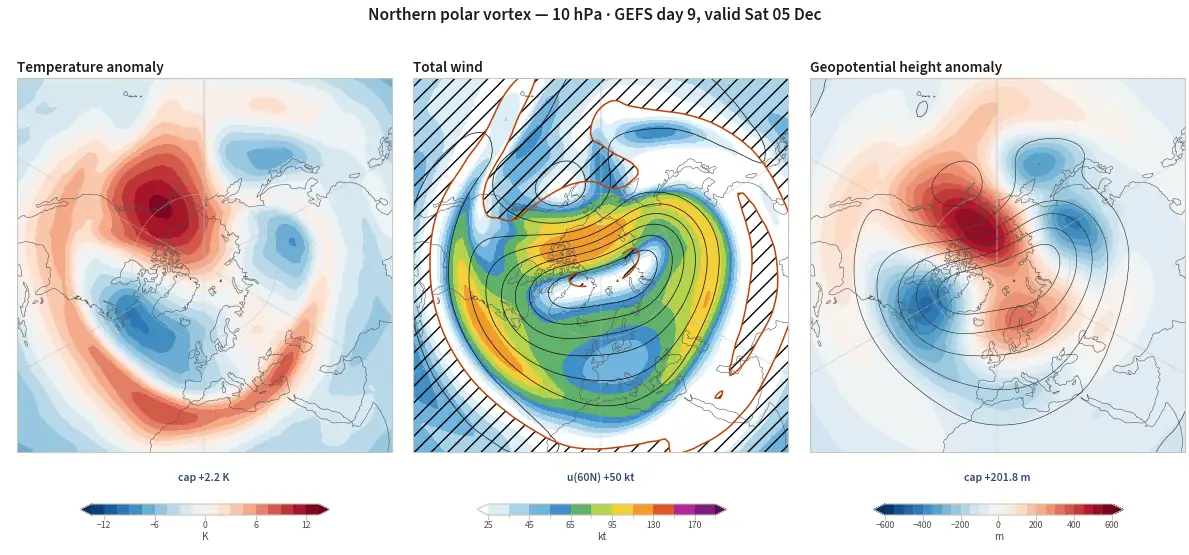 Northern polar vortex — 10 hPa · GEFS day 9, valid Sat 05 Dec
Temperature anomaly
Total wind
Geopotential height anomaly
cap +2.2 K
u(60N) +50 kt
cap +201.8 m
−12 −6 0 6 12
K
25 45 65 95 130 170
kt
−600 −400 −200 0 200 400 600
m